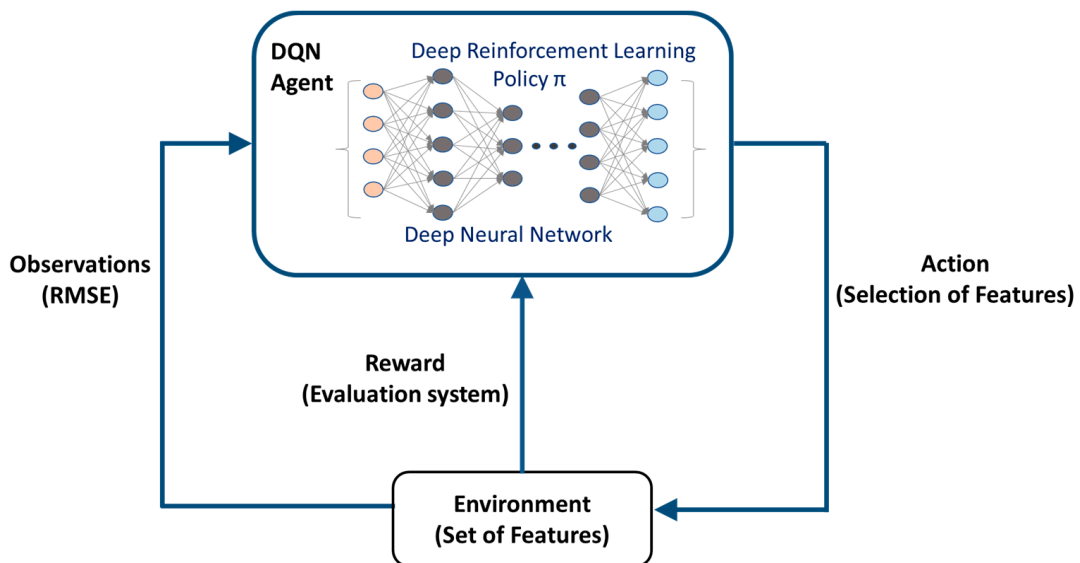 DQN
Agent
Deep Reinforcement Learning
Policy π
Deep Neural Network
Observations
(RMSE)
Action
(Selection of Features)
Reward
(Evaluation system)
Environment
(Set of Features)